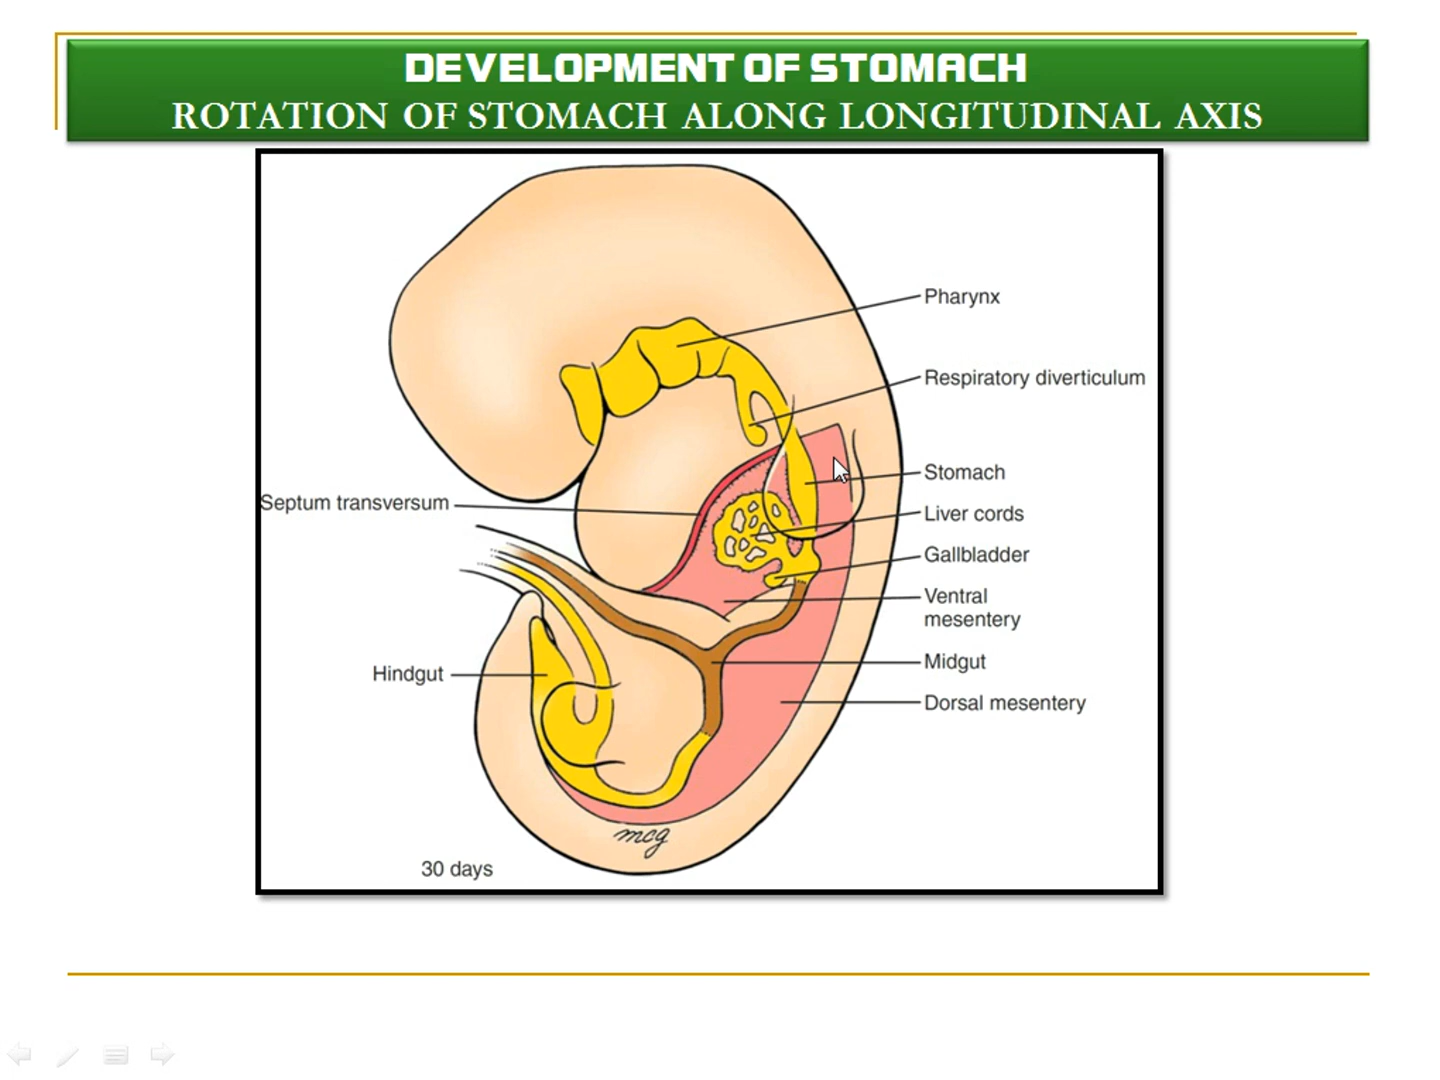 DEVELOPMENT OF STOMACH
ROTATION OF STOMACH ALONG LONGITUDINAL AXIS
Pharynx
Respiratory diverticulum
Stomach
Septum transversum
Liver cords
Gallbladder
Ventral
mesentery
Midgut
Hindgut
Dorsal mesentery
mcg
30 days